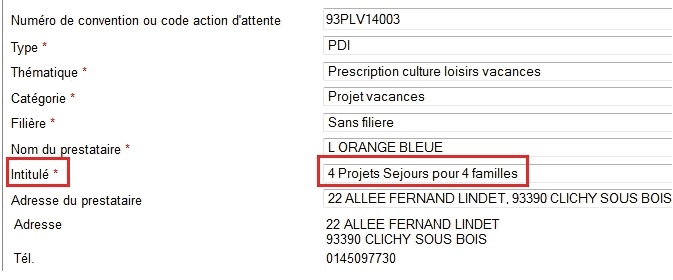 Numéro de convention ou code action d'attente 93PLV14003
Type * PDI
Thématique * Prescription culture loisirs vacances
Catégorie * Projet vacances
Filière * Sans filiere
Nom du prestataire * L ORANGE BLEUE
Intitulé * 4 Projets Sejours pour 4 familles
Adresse du prestataire 22 ALLEE FERNAND LINDET, 93390 CLICHY SOUS BOIS
Adresse 22 ALLEE FERNAND LINDET
93390 CLICHY SOUS BOIS
Tél. 0145097730